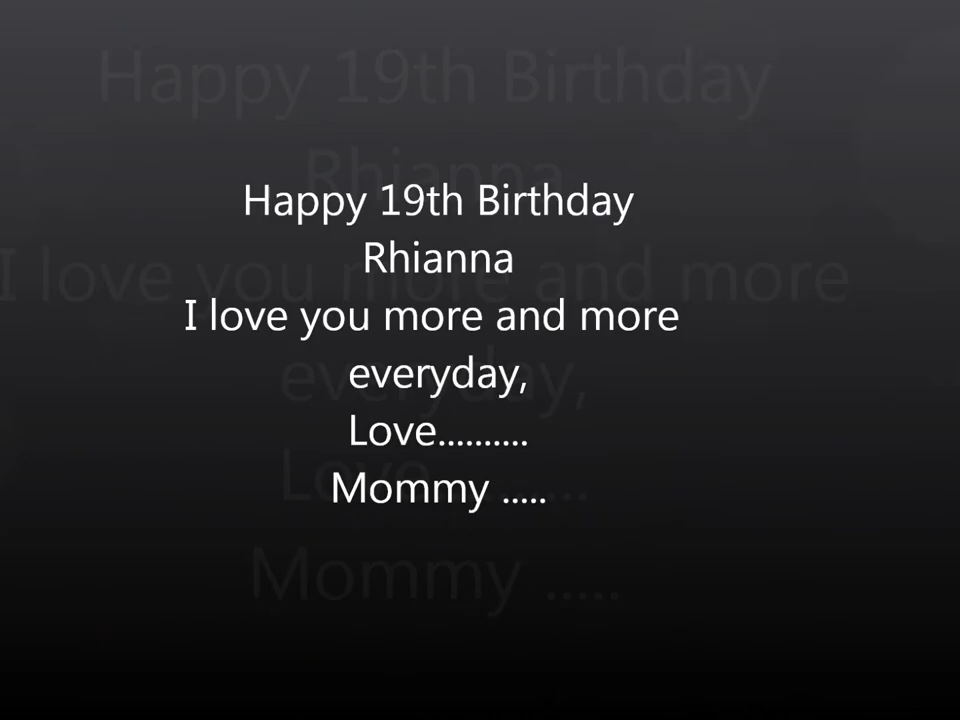 Happy 19th Birthday
Rhianna
I love you more and more
everyday,
Love..........
Mommy .....